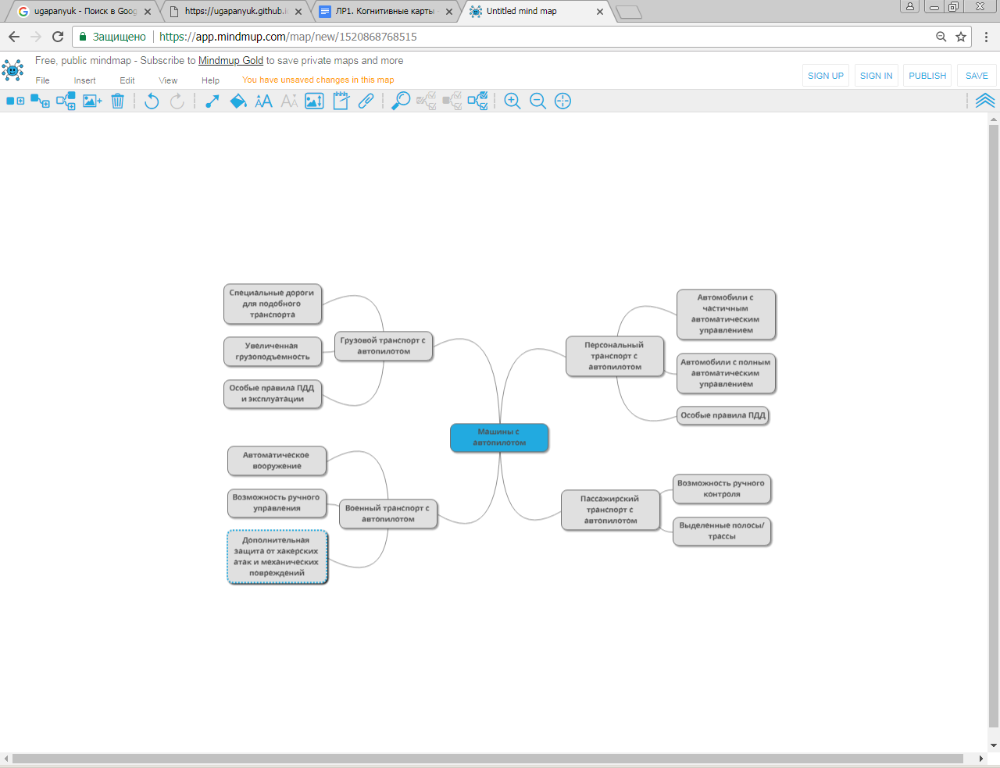 ugapanyuk - Поиск в Goog
https://ugapanyuk.github.i
ЛР1. Когнитивные карты -
Untitled mind map
Защищено
https://app.mindmup.com/map/new/1520868768515
Free, public mindmap - Subscribe to Mindmup Gold to save private maps and more
File
Insert
Edit
View
Help
You have unsaved changes in this map
SIGN UP
SIGN IN
PUBLISH
SAVE
Специальные дороги
для подобного
транспорта
Увеличенная
грузоподъемность
Особые правила ПДД
и эксплуатации
Грузовой транспорт с
автопилотом
Персональный
транспорт с
автопилотом
Автомобили с
частичным
автоматическим
управлением
Автомобили с полным
автоматическим
управлением
Особые правила ПДД
Машины с
автопилотом
Автоматическое
вооружение
Возможность ручного
управления
Дополнительная
защита от хакерских
атак и механических
повреждений
Военный транспорт с
автопилотом
Пассажирский
транспорт с
автопилотом
Возможность ручного
контроля
Выделенные полосы/
трассы